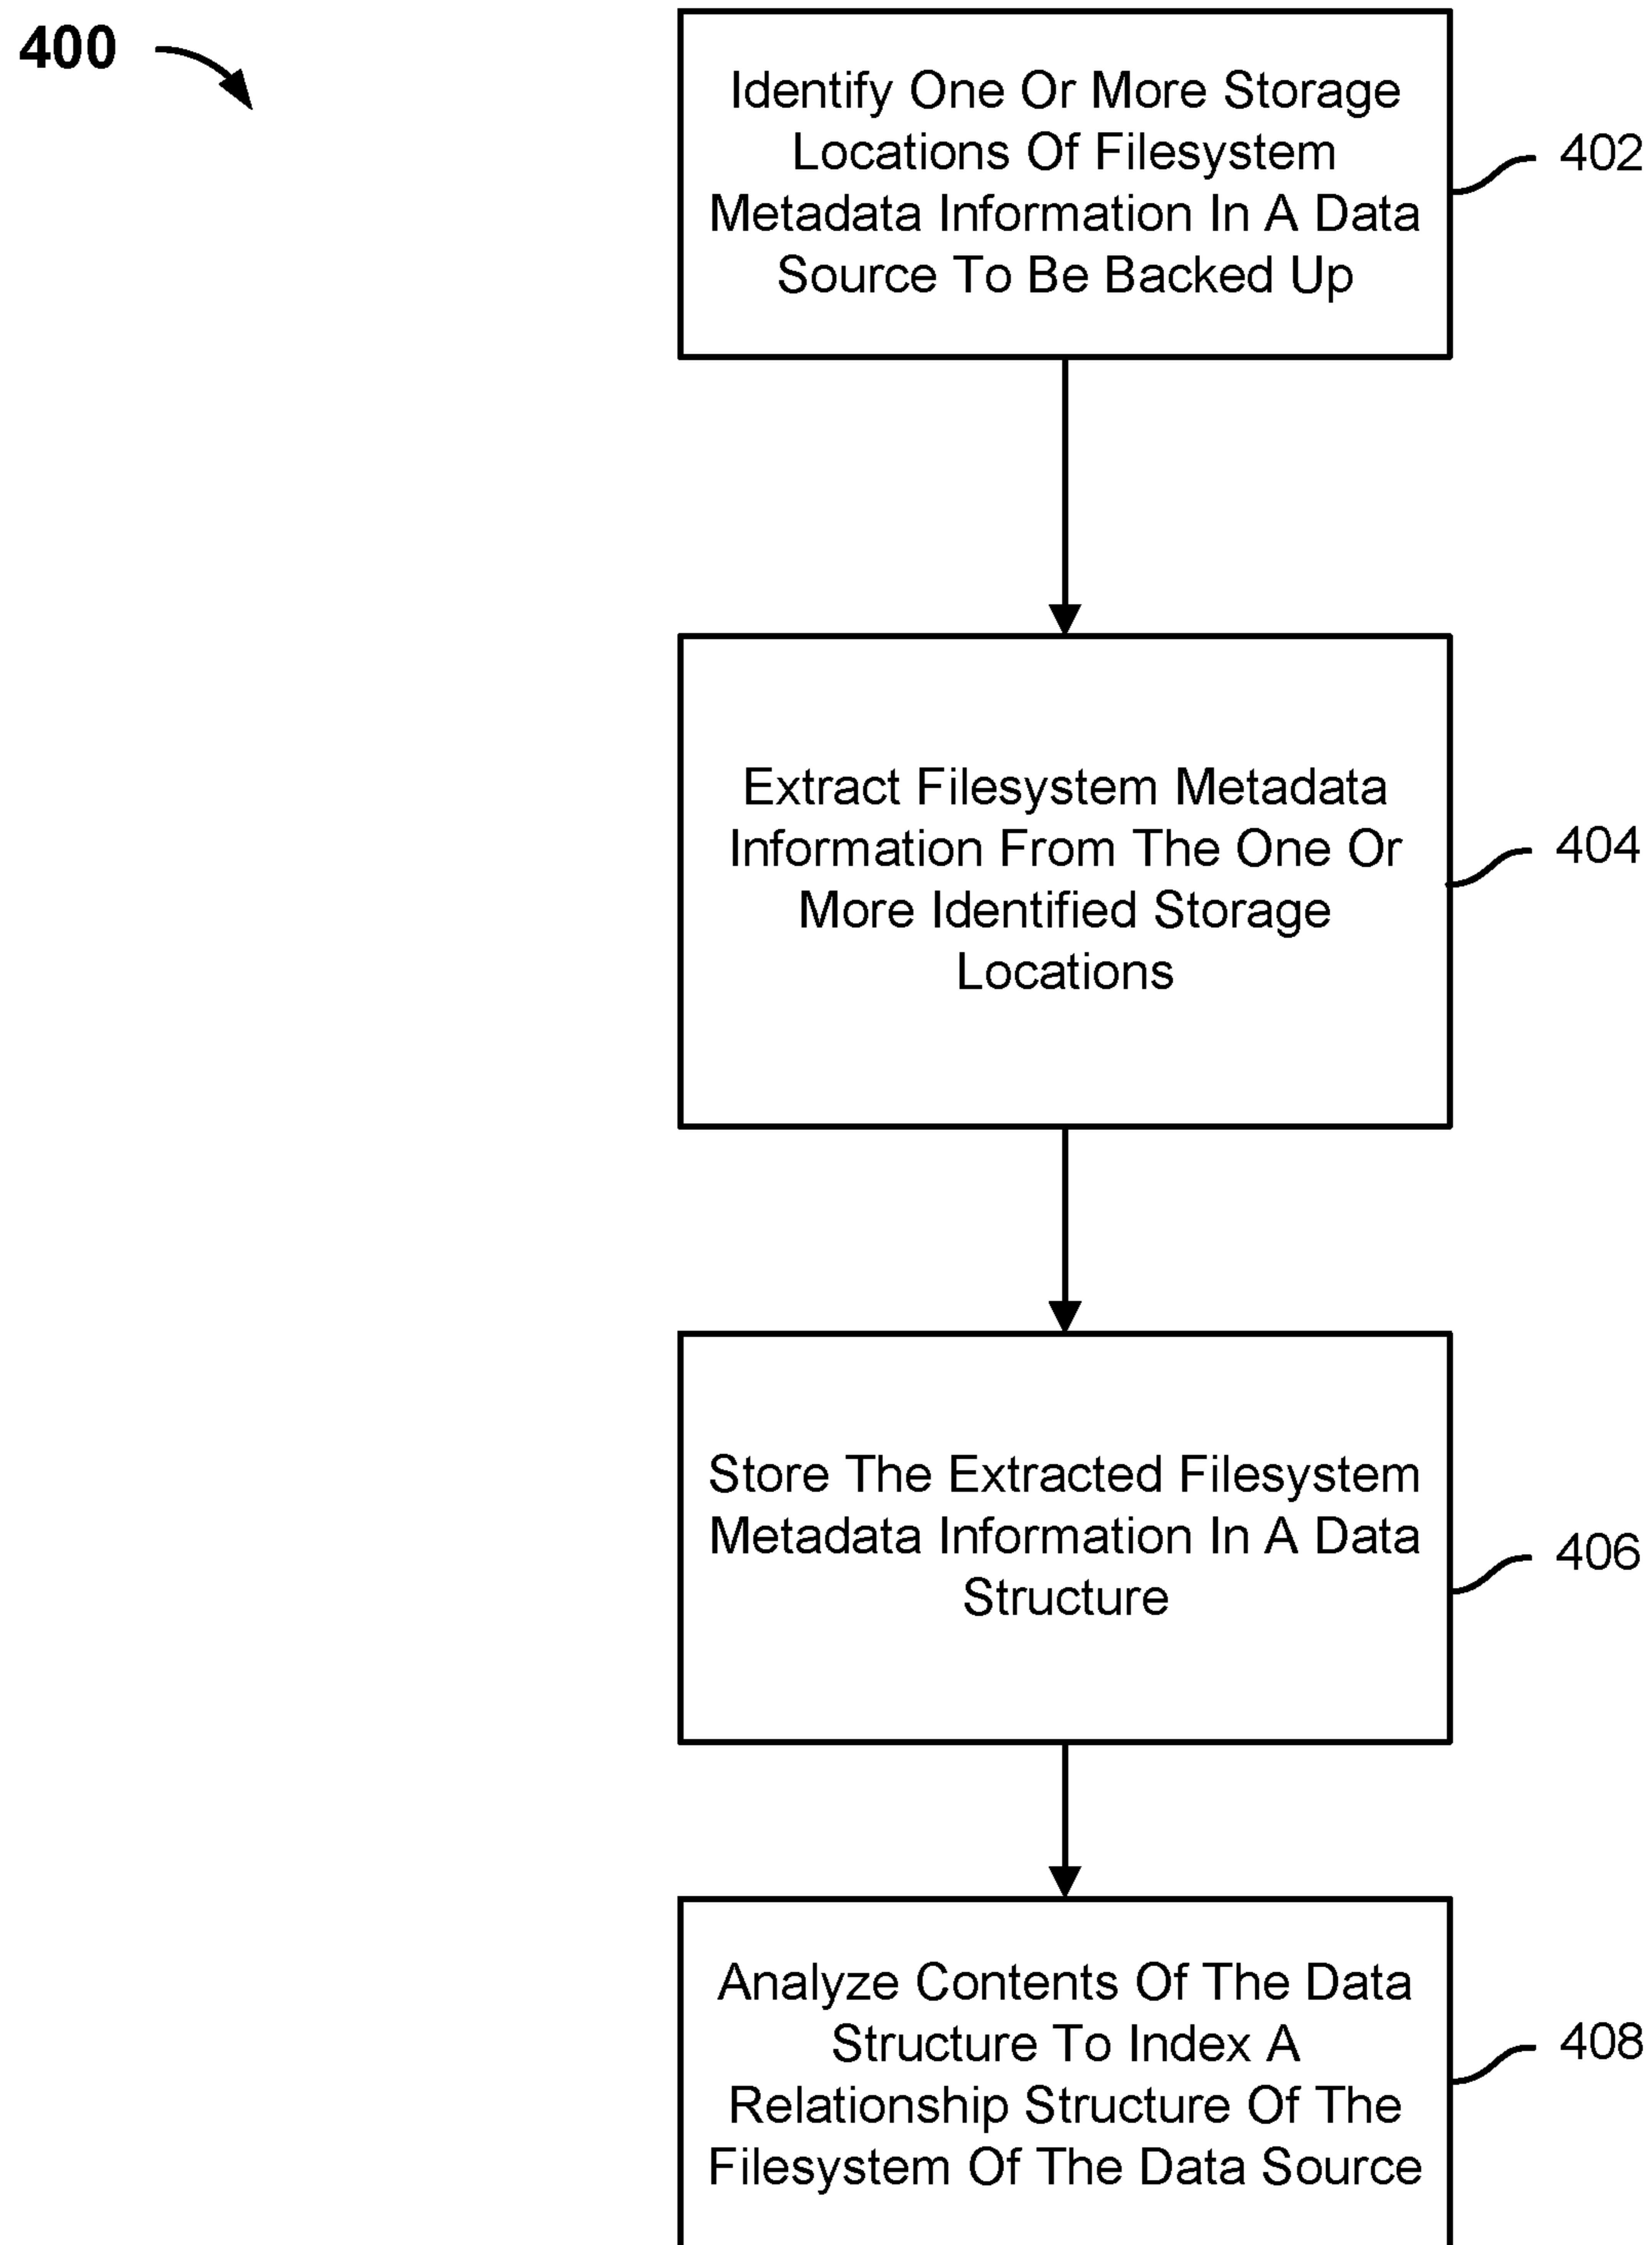 400
Identify One Or More Storage
Locations Of Filesystem
Metadata Information In A Data
Source To Be Backed Up
402
Extract Filesystem Metadata
Information From The One Or
More Identified Storage
Locations
404
Store The Extracted Filesystem
Metadata Information In A Data
Structure
406
Analyze Contents Of The Data
Structure To Index A
Relationship Structure Of The
Filesystem Of The Data Source
408